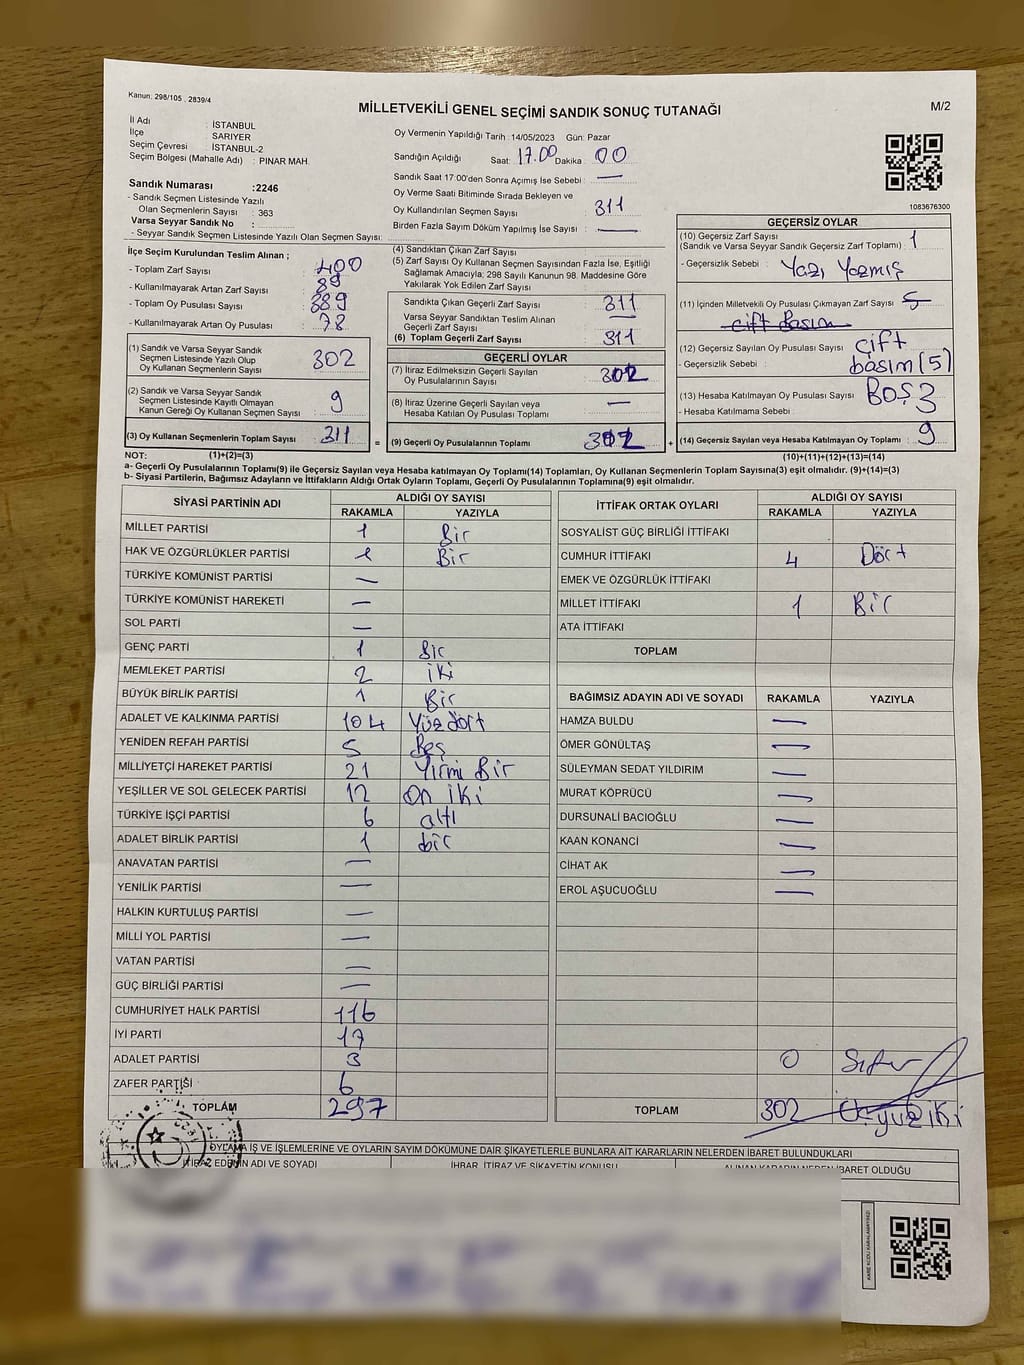 Kanun: 298/105 , 2839/4
MİLLETVEKİLİ GENEL SEÇİMİ SANDIK SONUÇ TUTANAĞI
M/2
İl Adı : İSTANBUL
İlçe : SARIYER
Seçim Çevresi : İSTANBUL-2
Seçim Bölgesi (Mahalle Adı) : PINAR MAH.
Sandık Numarası :2246
- Sandık Seçmen Listesinde Yazılı
Olan Seçmenlerin Sayısı : 363
Varsa Seyyar Sandık No :
- Seyyar Sandık Seçmen Listesinde Yazılı Olan Seçmen Sayısı:
Oy Vermenin Yapıldığı Tarih : 14/05/2023 Gün: Pazar
Sandığın Açıldığı Saat: 17.00 Dakika : 00
Sandık Saat 17:00'den Sonra Açımış İse Sebebi : —
Oy Verme Saati Bitiminde Sırada Bekleyen ve
Oy Kullandırılan Seçmen Sayısı : 311
Birden Fazla Sayım Döküm Yapılmış İse Sayısı : —
1083676300
İlçe Seçim Kurulundan Teslim Alınan ;
- Toplam Zarf Sayısı : 400
- Kullanılmayarak Artan Zarf Sayısı : 89
- Toplam Oy Pusulası Sayısı : 389
- Kullanılmayarak Artan Oy Pusulası : 78
(1) Sandık ve Varsa Seyyar Sandık
Seçmen Listesinde Yazılı Olup
Oy Kullanan Seçmenlerin Sayısı : 302
(2) Sandık ve Varsa Seyyar Sandık
Seçmen Listesinde Kayıtlı Olmayan
Kanun Gereği Oy Kullanan Seçmen Sayısı : 9
(3) Oy Kullanan Seçmenlerin Toplam Sayısı : 311
(4) Sandıktan Çıkan Zarf Sayısı :
(5) Zarf Sayısı Oy Kullanan Seçmen Sayısından Fazla İse, Eşitliği
Sağlamak Amacıyla; 298 Sayılı Kanunun 98. Maddesine Göre
Yakılarak Yok Edilen Zarf Sayısı :
Sandıkta Çıkan Geçerli Zarf Sayısı : 311
Varsa Seyyar Sandıktan Teslim Alınan
Geçerli Zarf Sayısı : —
(6) Toplam Geçerli Zarf Sayısı : 311
GEÇERLİ OYLAR
(7) İtiraz Edilmeksizin Geçerli Sayılan
Oy Pusulalarının Sayısı : 302
(8) İtiraz Üzerine Geçerli Sayılan veya
Hesaba Katılan Oy Pusulası Toplamı : —
= (9) Geçerli Oy Pusulalarının Toplamı : 302 +
GEÇERSİZ OYLAR
(10) Geçersiz Zarf Sayısı
(Sandık ve Varsa Seyyar Sandık Geçersiz Zarf Toplamı) : 1
- Geçersizlik Sebebi : Yazı Yazmış
(11) İçinden Milletvekili Oy Pusulası Çıkmayan Zarf Sayısı : 5
çift Basım
(12) Geçersiz Sayılan Oy Pusulası Sayısı : Çift
- Geçersizlik Sebebi : basım (5)
(13) Hesaba Katılmayan Oy Pusulası Sayısı : BOŞ 3
- Hesaba Katılmama Sebebi :
(14) Geçersiz Sayılan veya Hesaba Katılmayan Oy Toplamı : 9
NOT: (1)+(2)=(3) (10)+(11)+(12)+(13)=(14)
a- Geçerli Oy Pusulalarının Toplamı(9) ile Geçersiz Sayılan veya Hesaba katılmayan Oy Toplamı(14) Toplamları, Oy Kullanan Seçmenlerin Toplam Sayısına(3) eşit olmalıdır. (9)+(14)=(3)
b- Siyasi Partilerin, Bağımsız Adayların ve İttifakların Aldığı Ortak Oyların Toplamı, Geçerli Oy Pusulalarının Toplamına(9) eşit olmalıdır.
SİYASİ PARTİNİN ADI ALDIĞI OY SAYISI
RAKAMLA YAZIYLA
MİLLET PARTİSİ 1 Bir
HAK VE ÖZGÜRLÜKLER PARTİSİ 1 Bir
TÜRKİYE KOMÜNİST PARTİSİ —
TÜRKİYE KOMÜNİST HAREKETİ —
SOL PARTİ —
GENÇ PARTİ 1 Bir
MEMLEKET PARTİSİ 2 iki
BÜYÜK BİRLİK PARTİSİ 1 Bir
ADALET VE KALKINMA PARTİSİ 104 Yüzdört
YENİDEN REFAH PARTİSİ 5 Beş
MİLLİYETÇİ HAREKET PARTİSİ 21 Yirmi Bir
YEŞİLLER VE SOL GELECEK PARTİSİ 12 On iki
TÜRKİYE İŞÇİ PARTİSİ 6 altı
ADALET BİRLİK PARTİSİ 1 bir
ANAVATAN PARTİSİ —
YENİLİK PARTİSİ —
HALKIN KURTULUŞ PARTİSİ —
MİLLİ YOL PARTİSİ —
VATAN PARTİSİ —
GÜÇ BİRLİĞİ PARTİSİ —
CUMHURİYET HALK PARTİSİ 116
İYİ PARTİ 17
ADALET PARTİSİ 3
ZAFER PARTİSİ 6
TOPLAM 297
İTTİFAK ORTAK OYLARI ALDIĞI OY SAYISI
RAKAMLA YAZIYLA
SOSYALİST GÜÇ BİRLİĞİ İTTİFAKI
CUMHUR İTTİFAKI 4 Dört
EMEK VE ÖZGÜRLÜK İTTİFAKI
MİLLET İTTİFAKI 1 Bir
ATA İTTİFAKI
TOPLAM
BAĞIMSIZ ADAYIN ADI VE SOYADI RAKAMLA YAZIYLA
HAMZA BULDU —
ÖMER GÖNÜLTAŞ —
SÜLEYMAN SEDAT YILDIRIM —
MURAT KÖPRÜCÜ —
DURSUNALİ BACIOĞLU —
KAAN KONANCİ —
CİHAT AK —
EROL AŞUCUOĞLU —
0 Sıfır
TOPLAM 302 Üçyüziki
OYLAMA İŞ VE İŞLEMLERİNE VE OYLARIN SAYIM DÖKÜMÜNE DAİR ŞİKAYETLERLE BUNLARA AİT KARARLARIN NELERDEN İBARET BULUNDUKLARI
İTİRAZ EDENİN ADI VE SOYADI İHBAR, İTİRAZ VE ŞİKAYETİN KONUSU ALINAN KARARIN NEDEN İBARET OLDUĞU
KARE KODU KARALAMAYINIZ!